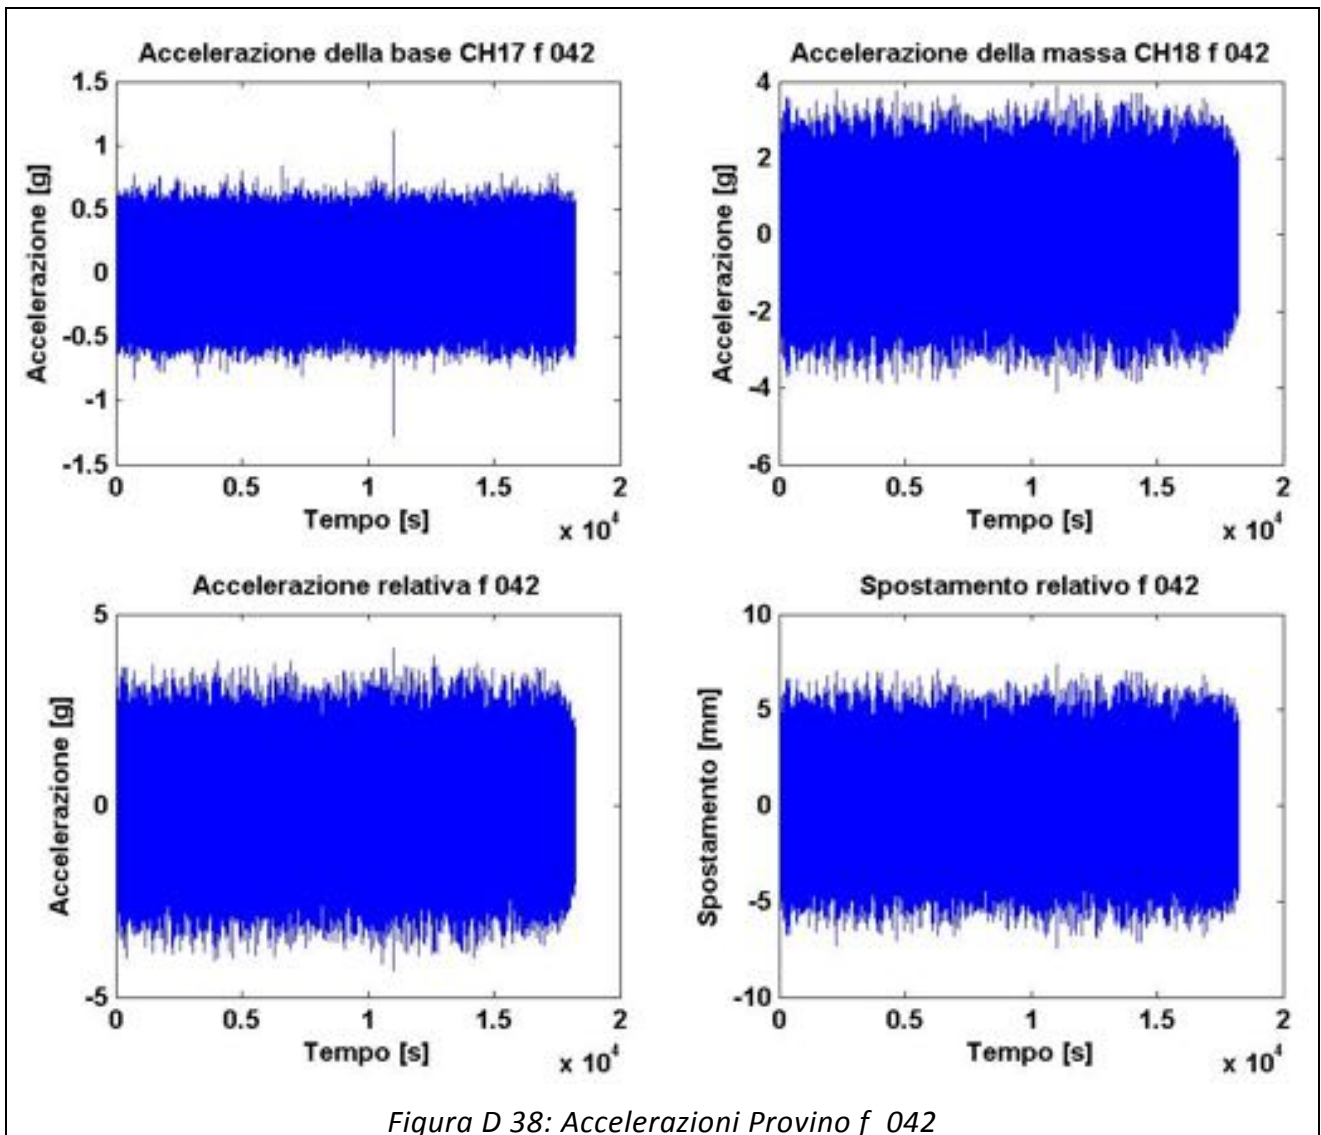 Accelerazione della base CH17 f 042
1.5
1
0.5
0
-0.5
-1
-1.5
Accelerazione [g]
0 0.5 1 1.5 2
Tempo [s]
x 10⁴
Accelerazione della massa CH18 f 042
4
2
0
-2
-4
-6
Accelerazione [g]
0 0.5 1 1.5 2
Tempo [s]
x 10⁴
Accelerazione relativa f 042
5
0
-5
Accelerazione [g]
0 0.5 1 1.5 2
Tempo [s]
x 10⁴
Spostamento relativo f 042
10
5
0
-5
-10
Spostamento [mm]
0 0.5 1 1.5 2
Tempo [s]
x 10⁴
Figura D 38: Accelerazioni Provino f_042